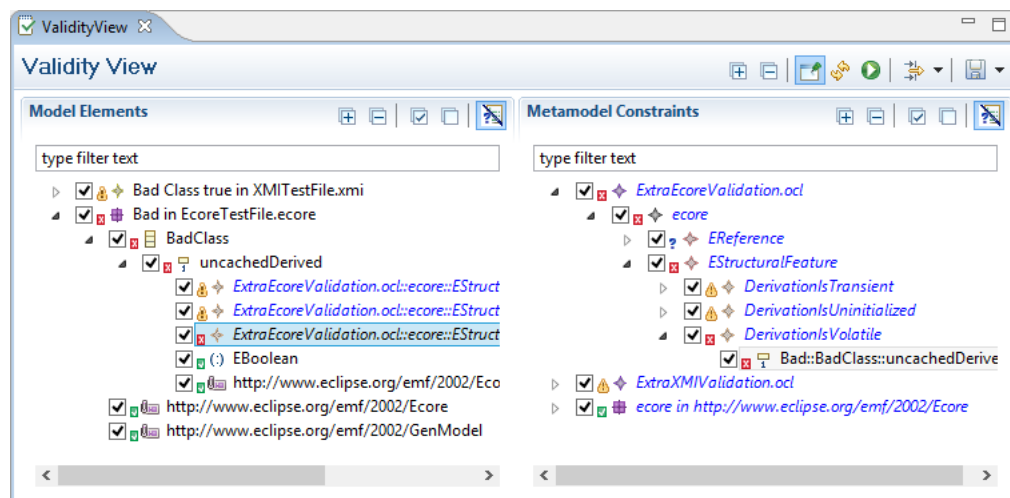 ValidityView
Validity View
Model Elements
type filter text
Bad Class true in XMITestFile.xmi
Bad in EcoreTestFile.ecore
BadClass
uncachedDerived
ExtraEcoreValidation.ocl::ecore::EStruct
ExtraEcoreValidation.ocl::ecore::EStruct
ExtraEcoreValidation.ocl::ecore::EStruct
(:) EBoolean
http://www.eclipse.org/emf/2002/Eco
http://www.eclipse.org/emf/2002/Ecore
http://www.eclipse.org/emf/2002/GenModel
Metamodel Constraints
type filter text
ExtraEcoreValidation.ocl
ecore
EReference
EStructuralFeature
DerivationIsTransient
DerivationIsUninitialized
DerivationIsVolatile
Bad::BadClass::uncachedDerive
ExtraXMIValidation.ocl
ecore in http://www.eclipse.org/emf/2002/Ecore